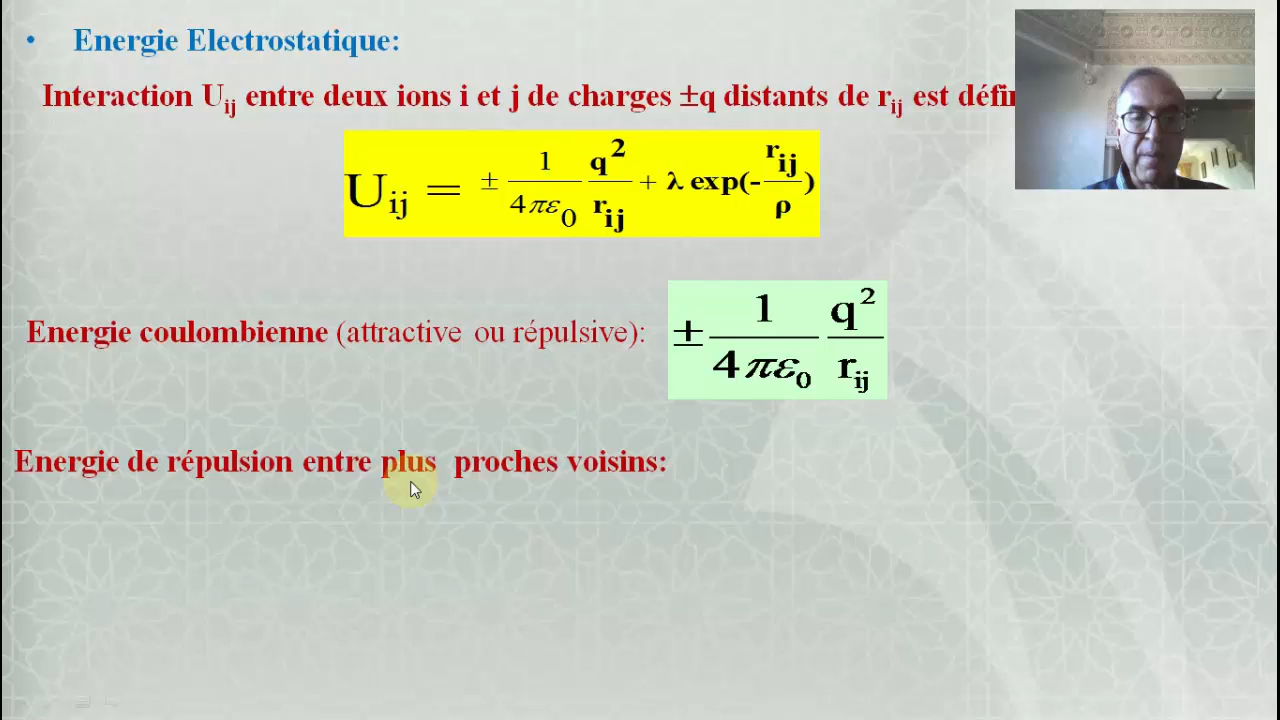 • Energie Electrostatique:
Interaction Uij entre deux ions i et j de charges ±q distants de rij est défin
Uij = ± 1/4πε0 q²/rij + λ exp(-rij/ρ)
Energie coulombienne (attractive ou répulsive): ± 1/4πε0 q²/rij
Energie de répulsion entre plus proches voisins: